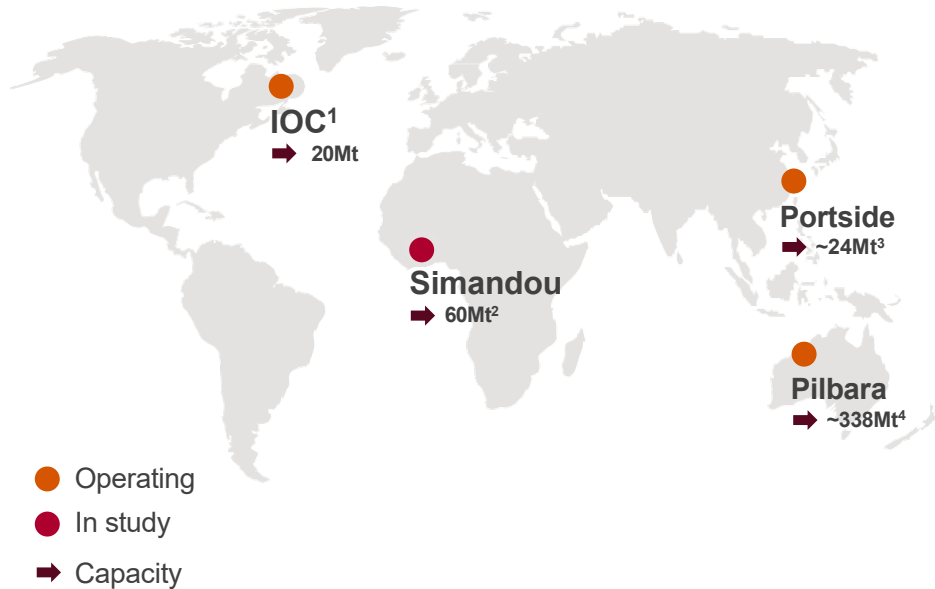 IOC¹
20Mt
Portside
~24Mt³
Simandou
60Mt²
Pilbara
~338Mt⁴
Operating
In study
Capacity